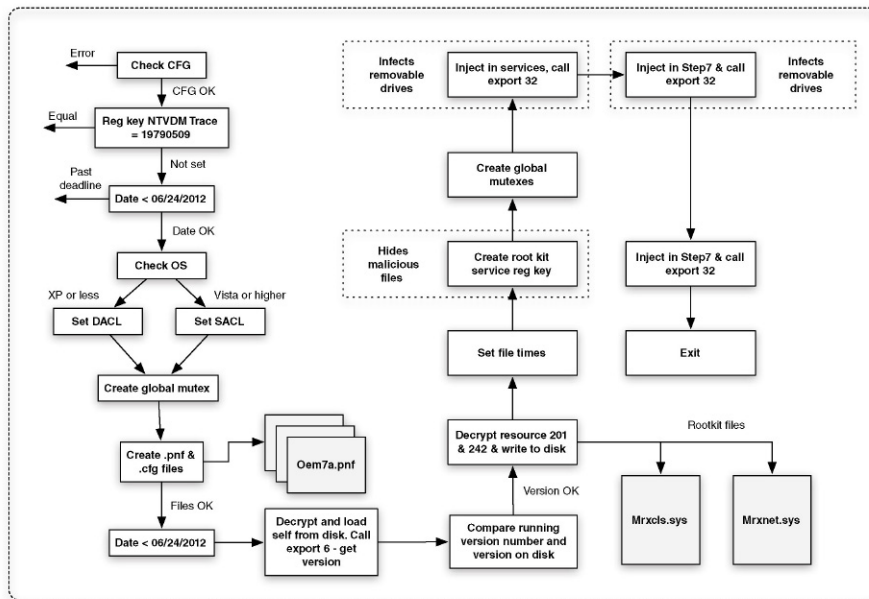 Error
Check CFG
CFG OK
Equal
Reg key NTVDM Trace
= 19790509
Not set
Past
deadline
Date < 06/24/2012
Date OK
Check OS
XP or less
Vista or higher
Set DACL
Set SACL
Create global mutex
Create .pnf &
.cfg files
Oem7a.pnf
Files OK
Date < 06/24/2012
Decrypt and load
self from disk. Call
export 6 - get
version
Compare running
version number and
version on disk
Version OK
Decrypt resource 201
& 242 & write to disk
Rootkit files
Mrxcls.sys
Mrxnet.sys
Set file times
Hides
malicious
files
Create root kit
service reg key
Create global
mutexes
Infects
removable
drives
Inject in services, call
export 32
Inject in Step7 & call
export 32
Infects
removable
drives
Inject in Step7 & call
export 32
Exit